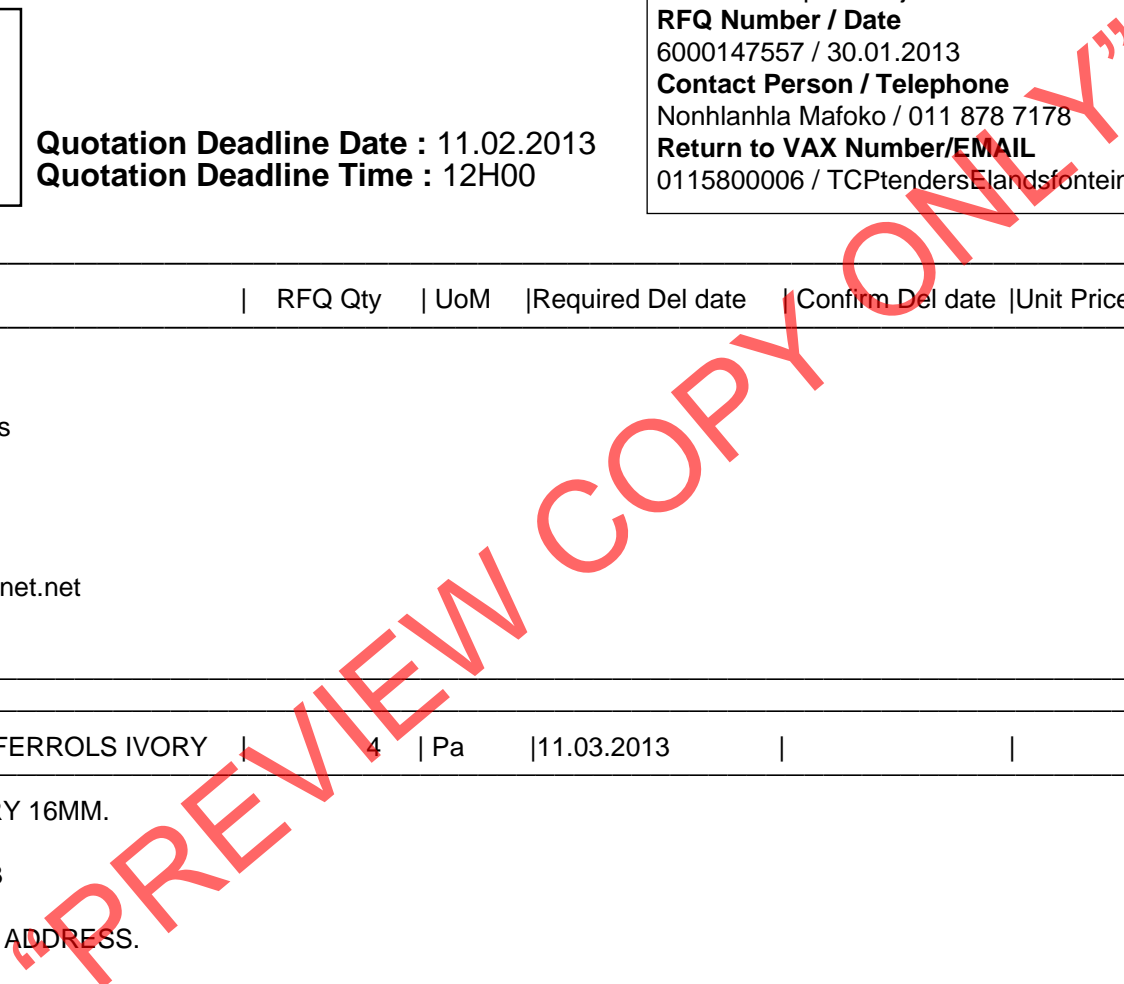 RFQ Number / Date
6000147557 / 30.01.2013
Contact Person / Telephone
Nonhlanhla Mafoko / 011 878 7178
Return to VAX Number/EMAIL
0115800006 / TCPtendersElandsfontein
Quotation Deadline Date : 11.02.2013
Quotation Deadline Time : 12H00
| RFQ Qty | UoM |Required Del date | Confirm Del date |Unit Price
s
net.net
FERROLS IVORY | 4 | Pa |11.03.2013 | |
RY 16MM.
ADDRESS.
“PREVIEW COPY ONLY”